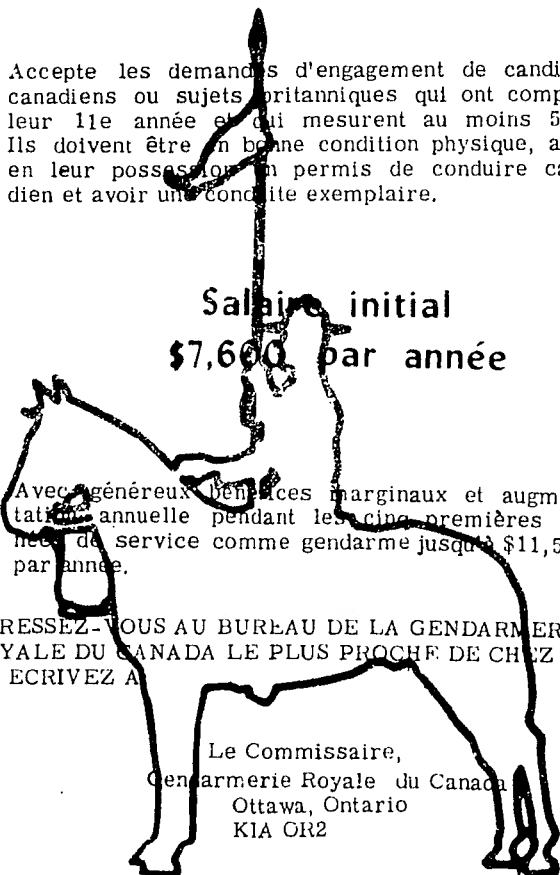 Accepte les demandes d'engagement de candi
canadiens ou sujets britanniques qui ont comp
leur 11e année et qui mesurent au moins 5
Ils doivent être en bonne condition physique, a
en leur possession un permis de conduire ca
dien et avoir une conduite exemplaire.
Salaire initial
$7,600 par année
Avec généreux bénéfices marginaux et augm
tation annuelle pendant les cinq premières
nées de service comme gendarme jusqu'à $11,5
par année.
RESSEZ-VOUS AU BUREAU DE LA GENDARMER
YALE DU CANADA LE PLUS PROCHE DE CHEZ
ECRIVEZ A
Le Commissaire,
Gendarmerie Royale du Canada
Ottawa, Ontario
K1A OR2